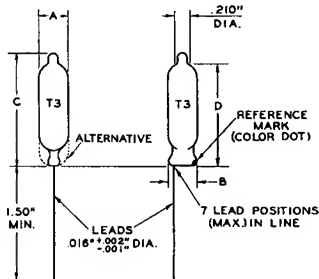 A
.210"
DIA.
C
T3
T3
D
ALTERNATIVE
REFERENCE
MARK
(COLOR DOT)
B
1.50"
MIN.
LEADS
.016" +.002" -.001" DIA.
7 LEAD POSITIONS
(MAX.) IN LINE